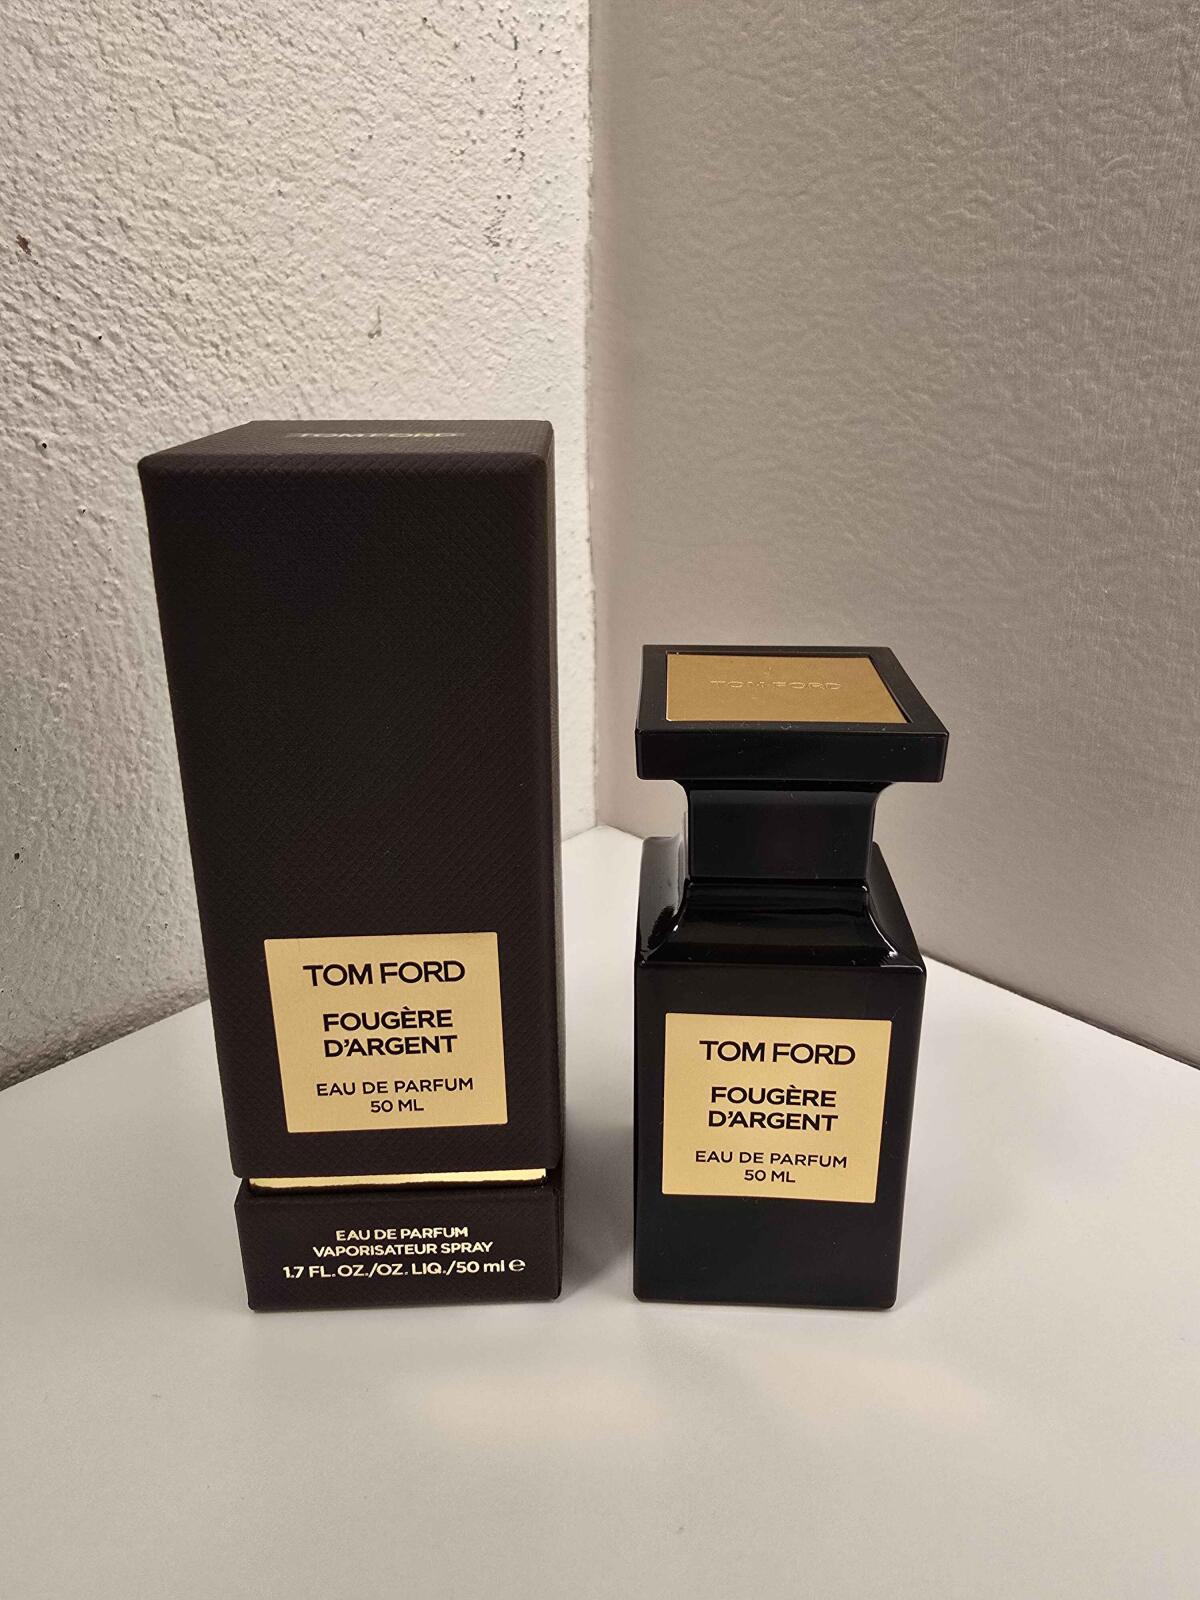 TOM FORD
TOM FORD
FOUGÈRE
D'ARGENT
EAU DE PARFUM
50 ML
EAU DE PARFUM
VAPORISATEUR SPRAY
1.7 FL.OZ./OZ. LIQ./50 ml ℮
TOM FORD
TOM FORD
FOUGÈRE
D'ARGENT
EAU DE PARFUM
50 ML